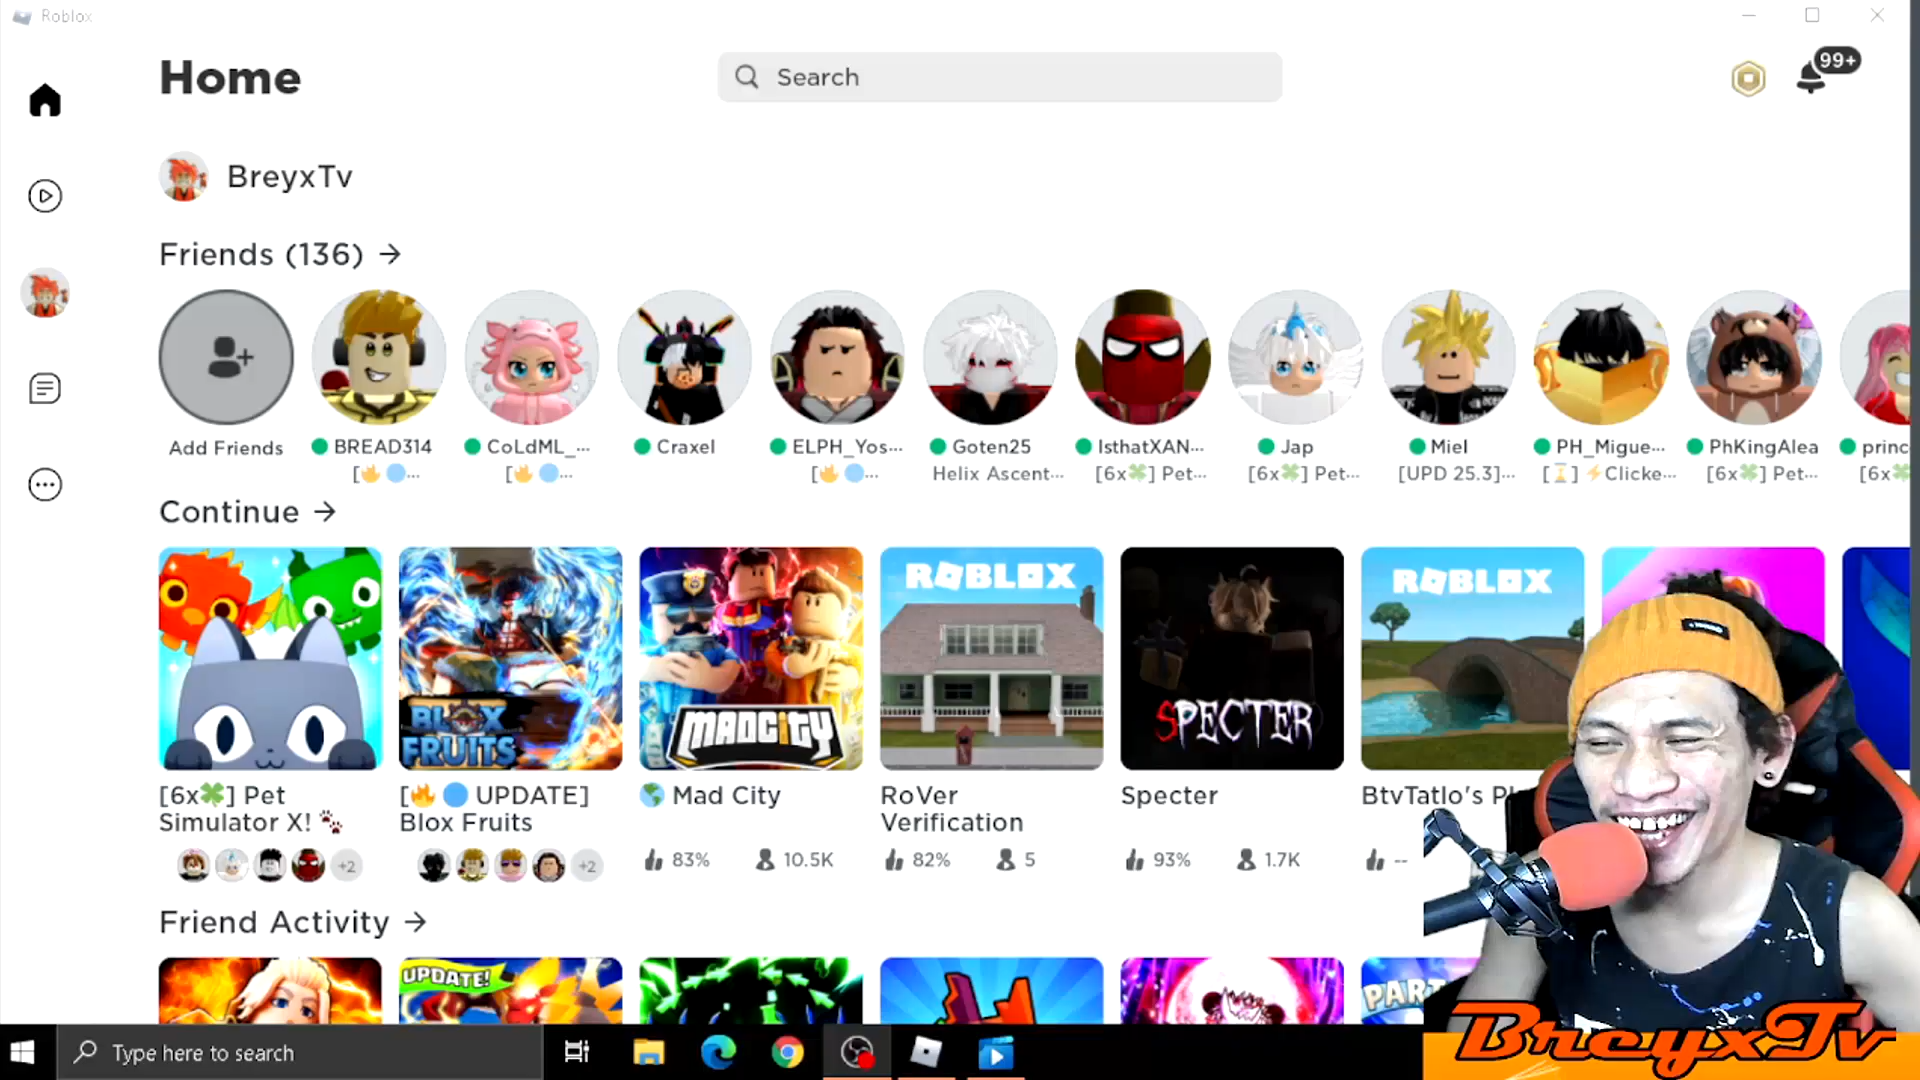 Roblox
Home
Search
99+
BreyxTv
Friends (136) →
Add Friends
BREAD314
CoLdML_...
Craxel
ELPH_Yos...
Goten25
IsthatXAN...
Jap
Miel
PH_Migue...
PhKingAlea
princ
[🔥🔵...
[🔥🔵...
[🔥🔵...
Helix Ascent...
[6x🍀] Pet...
[6x🍀] Pet...
[UPD 25.3]...
[⏳] ⚡Clicke...
[6x🍀] Pet...
[6x🍀
Continue →
BLOX
FRUITS
MADCITY
ROBLOX
SPECTER
ROBLOX
[6x🍀] Pet
Simulator X! 🐾
[🔥🔵 UPDATE]
Blox Fruits
🌎 Mad City
RoVer
Verification
Specter
BtvTatlo's Pl
+2
+2
83%
10.5K
82%
5
93%
1.7K
--
Friend Activity →
UPDATE!
PART
Type here to search
BreyxTv